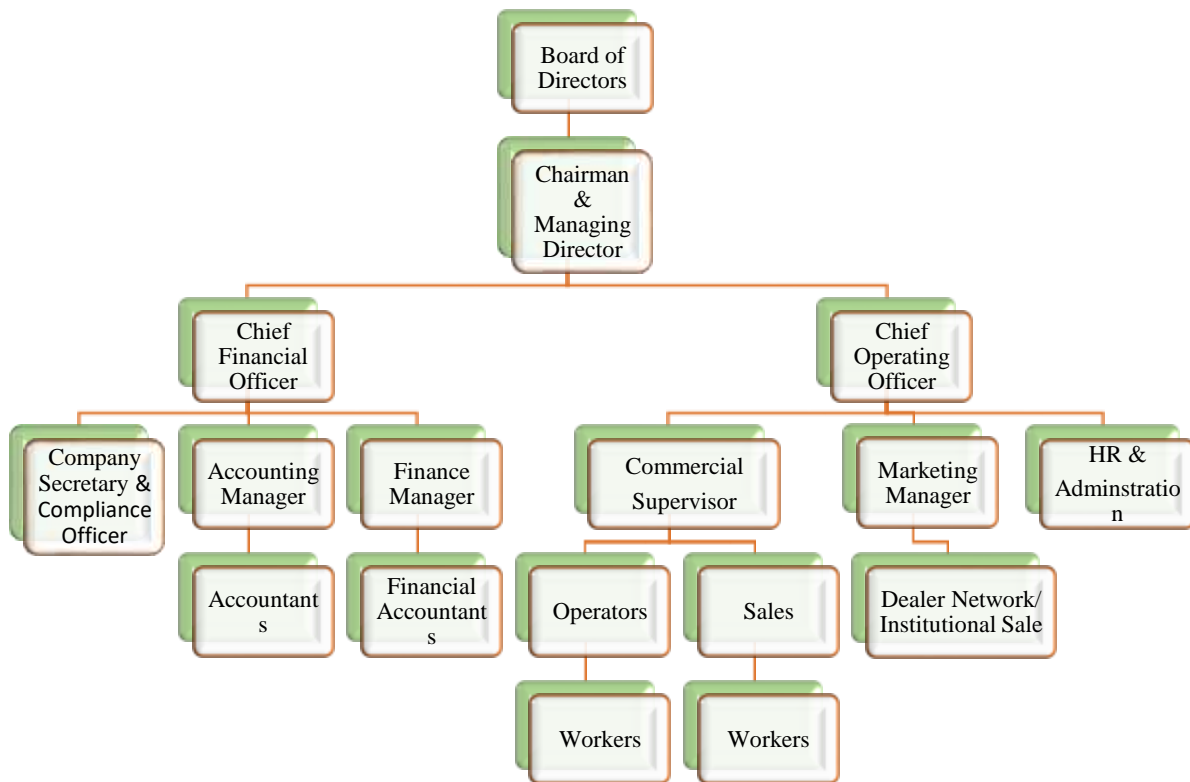 Board of
Directors
Chairman
&
Managing
Director
Chief
Financial
Officer
Chief
Operating
Officer
Company
Secretary &
Compliance
Officer
Accounting
Manager
Finance
Manager
Commercial
Supervisor
Marketing
Manager
HR &
Adminstratio
n
Accountant
s
Financial
Accountant
s
Operators
Sales
Dealer Network/
Institutional Sale
Workers
Workers